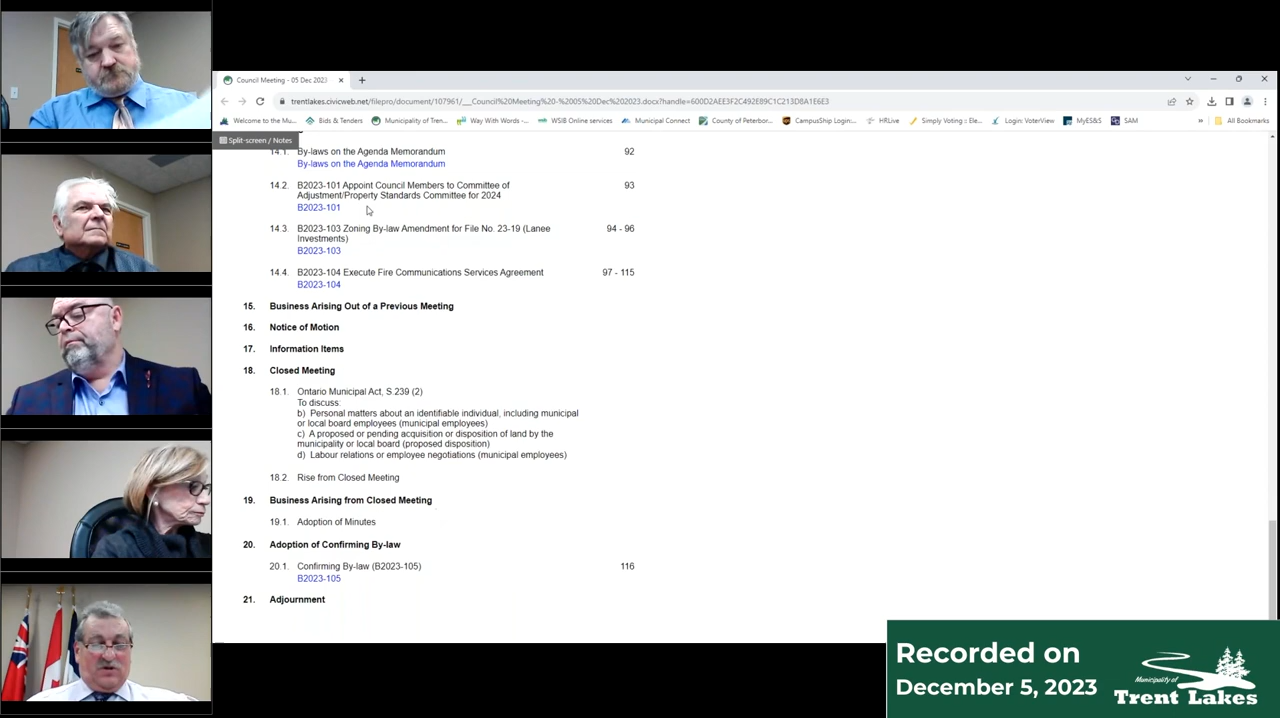 Council Meeting - 05 Dec 2023
trentlakes.civicweb.net/filepro/document/107961/__Council%20Meeting%20-%2005%20Dec%202023.docx?handle=600D2AEE3F2C492E89C1C213D8A1E6E3
Welcome to the Mu... Bids & Tenders Municipality of Tren... Way With Words -... WSIB Online services Municipal Connect County of Peterbor... CampusShip Login:... HRLive Simply Voting :: Ele... Login: VoterView MyES&S SAM » All Bookmarks
Split-screen / Notes
14.1. By-laws on the Agenda Memorandum 92
By-laws on the Agenda Memorandum
14.2. B2023-101 Appoint Council Members to Committee of 93
Adjustment/Property Standards Committee for 2024
B2023-101
14.3. B2023-103 Zoning By-law Amendment for File No. 23-19 (Lanee 94 - 96
Investments)
B2023-103
14.4. B2023-104 Execute Fire Communications Services Agreement 97 - 115
B2023-104
15. Business Arising Out of a Previous Meeting
16. Notice of Motion
17. Information Items
18. Closed Meeting
18.1. Ontario Municipal Act, S.239 (2)
To discuss:
b) Personal matters about an identifiable individual, including municipal
or local board employees (municipal employees)
c) A proposed or pending acquisition or disposition of land by the
municipality or local board (proposed disposition)
d) Labour relations or employee negotiations (municipal employees)
18.2. Rise from Closed Meeting
19. Business Arising from Closed Meeting
19.1. Adoption of Minutes
20. Adoption of Confirming By-law
20.1. Confirming By-law (B2023-105) 116
B2023-105
21. Adjournment
Recorded on
December 5, 2023
Municipality of
Trent Lakes